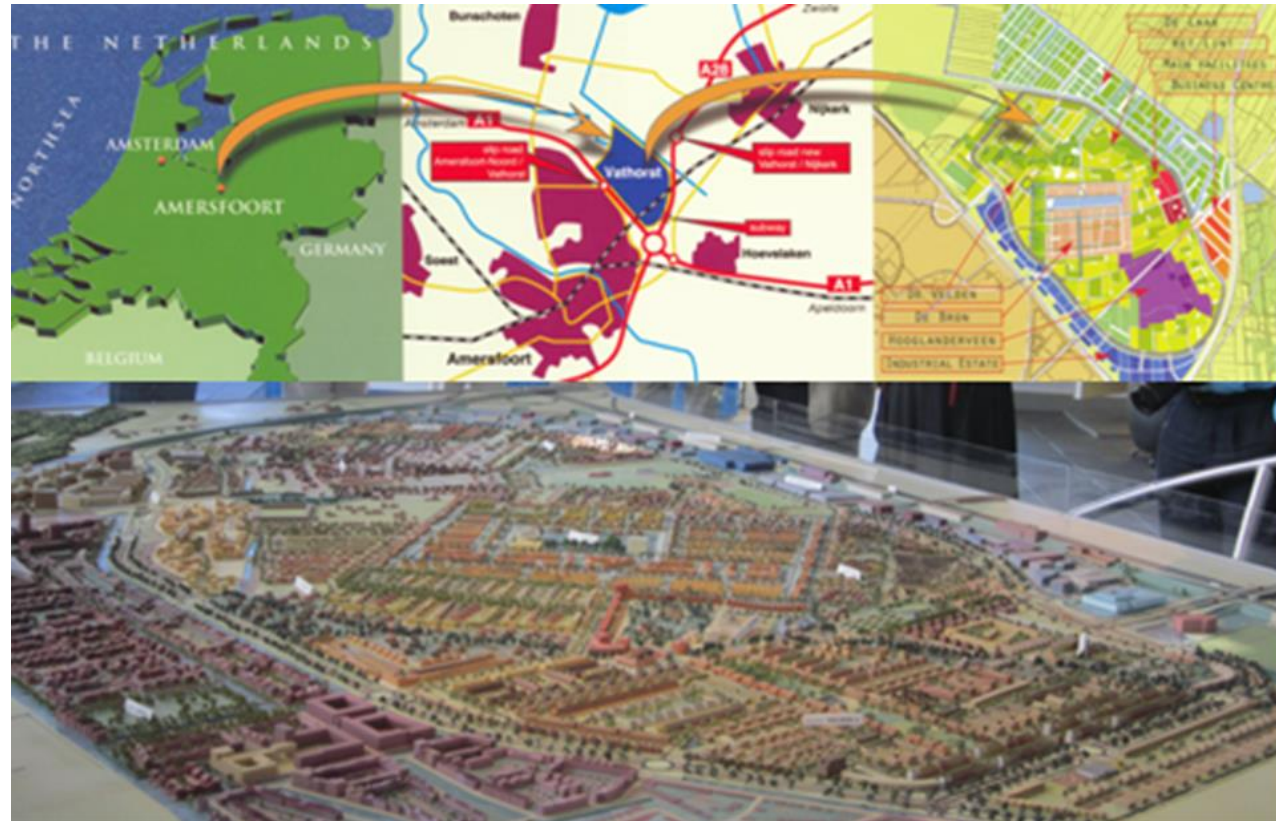 THE NETHERLANDS
NORTHSEA
AMSTERDAM
AMERSFOORT
GERMANY
BELGIUM
Bunschoten
Zwolle
A28
Nijkerk
Amsterdam
A1
slip road
Amersfoort-Noord /
Vathorst
Vathorst
slip road new
Vathorst / Nijkerk
subway
Soest
Hoevelaken
A1
Apeldoorn
Amersfoort
DE LAAK
HET LINT
MAIN FACILITIES
BUSINESS CENTRE
DE VELDEN
DE BRON
HOOGLANDERVEEN
INDUSTRIAL ESTATE